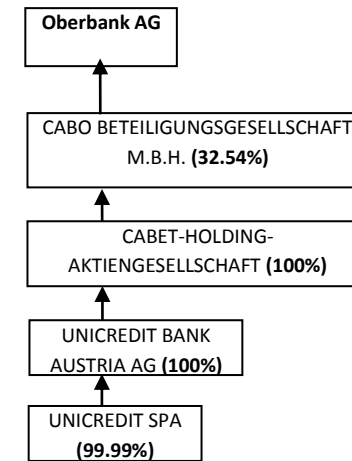 Oberbank AG
CABO BETEILIGUNGSGESELLSCHAFT
M.B.H. (32.54%)
CABET-HOLDING-
AKTIENGESELLSCHAFT (100%)
UNICREDIT BANK
AUSTRIA AG (100%)
UNICREDIT SPA
(99.99%)